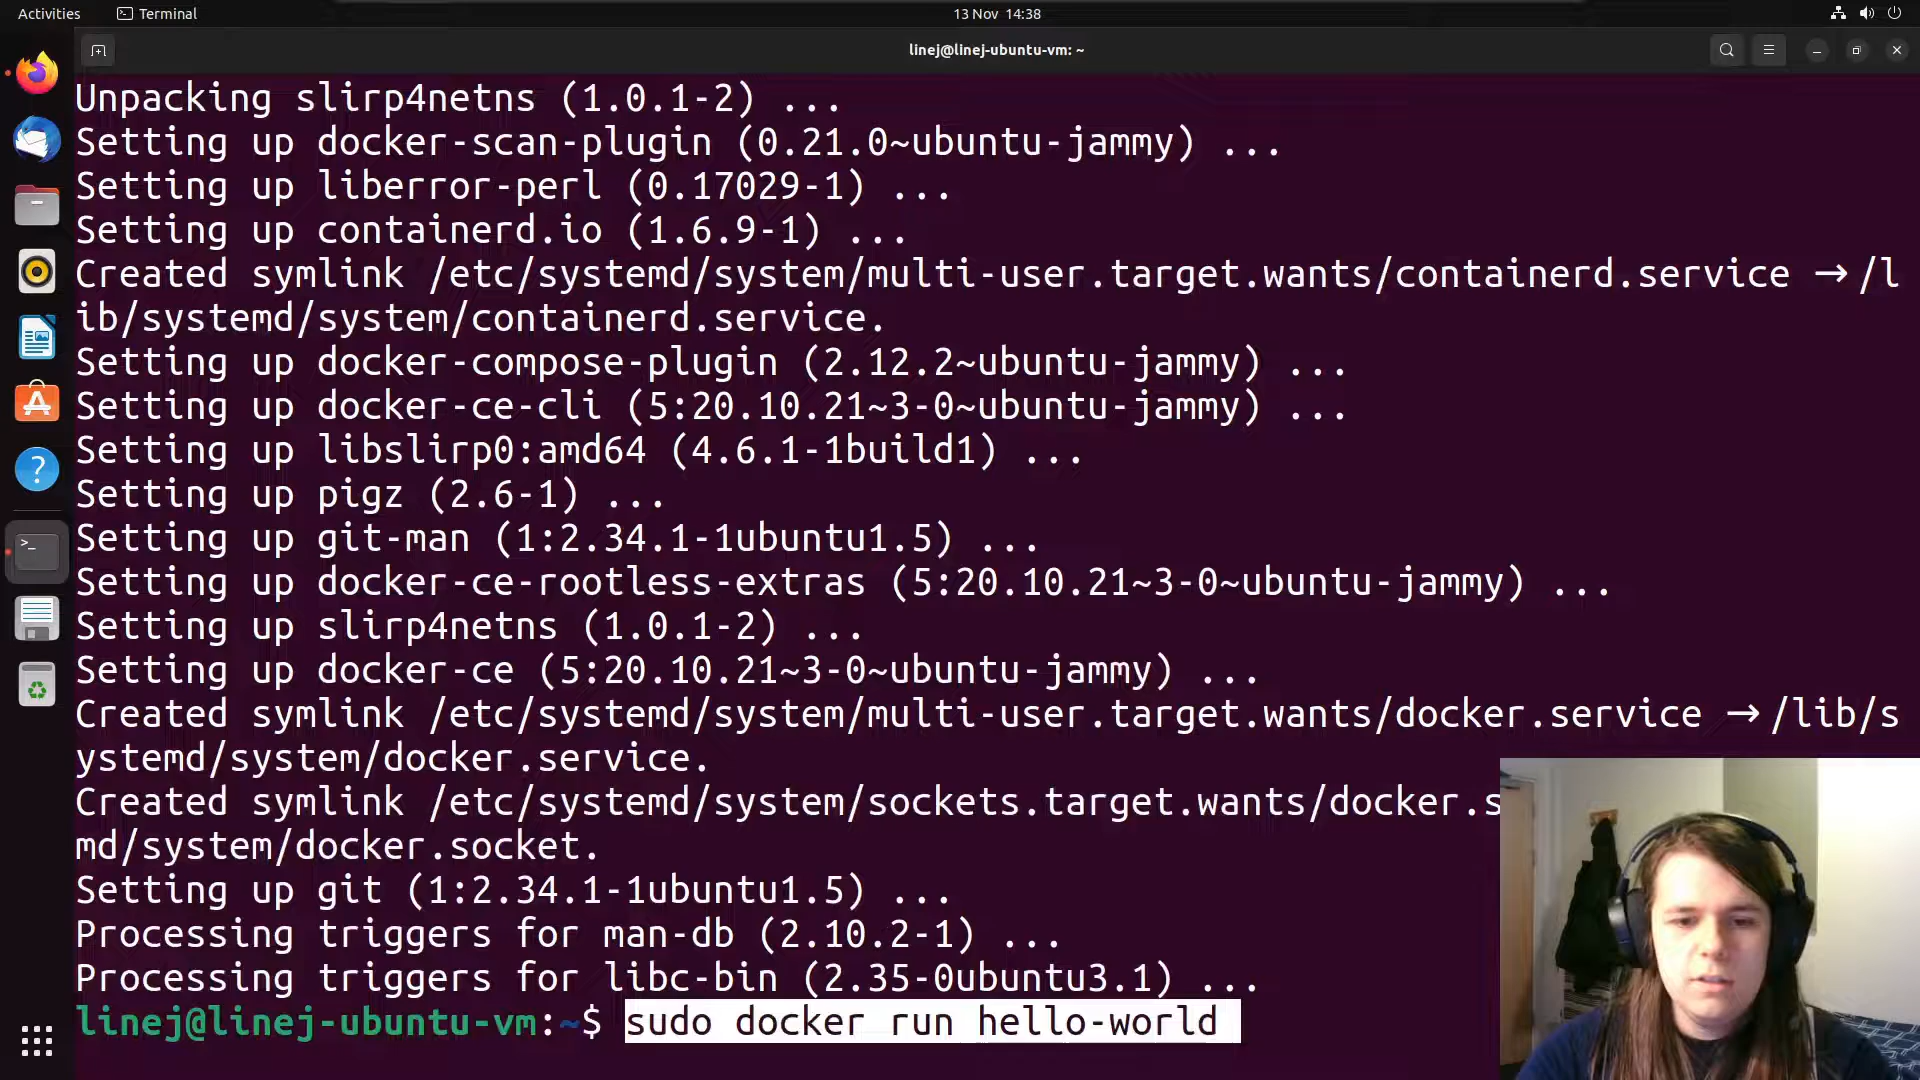 Activities
Terminal
13 Nov 14:38
linej@linej-ubuntu-vm: ~
Unpacking slirp4netns (1.0.1-2) ...
Setting up docker-scan-plugin (0.21.0~ubuntu-jammy) ...
Setting up liberror-perl (0.17029-1) ...
Setting up containerd.io (1.6.9-1) ...
Created symlink /etc/systemd/system/multi-user.target.wants/containerd.service → /l
ib/systemd/system/containerd.service.
Setting up docker-compose-plugin (2.12.2~ubuntu-jammy) ...
Setting up docker-ce-cli (5:20.10.21~3-0~ubuntu-jammy) ...
Setting up libslirp0:amd64 (4.6.1-1build1) ...
Setting up pigz (2.6-1) ...
Setting up git-man (1:2.34.1-1ubuntu1.5) ...
Setting up docker-ce-rootless-extras (5:20.10.21~3-0~ubuntu-jammy) ...
Setting up slirp4netns (1.0.1-2) ...
Setting up docker-ce (5:20.10.21~3-0~ubuntu-jammy) ...
Created symlink /etc/systemd/system/multi-user.target.wants/docker.service → /lib/s
ystemd/system/docker.service.
Created symlink /etc/systemd/system/sockets.target.wants/docker.s
md/system/docker.socket.
Setting up git (1:2.34.1-1ubuntu1.5) ...
Processing triggers for man-db (2.10.2-1) ...
Processing triggers for libc-bin (2.35-0ubuntu3.1) ...
linej@linej-ubuntu-vm:~$ sudo docker run hello-world